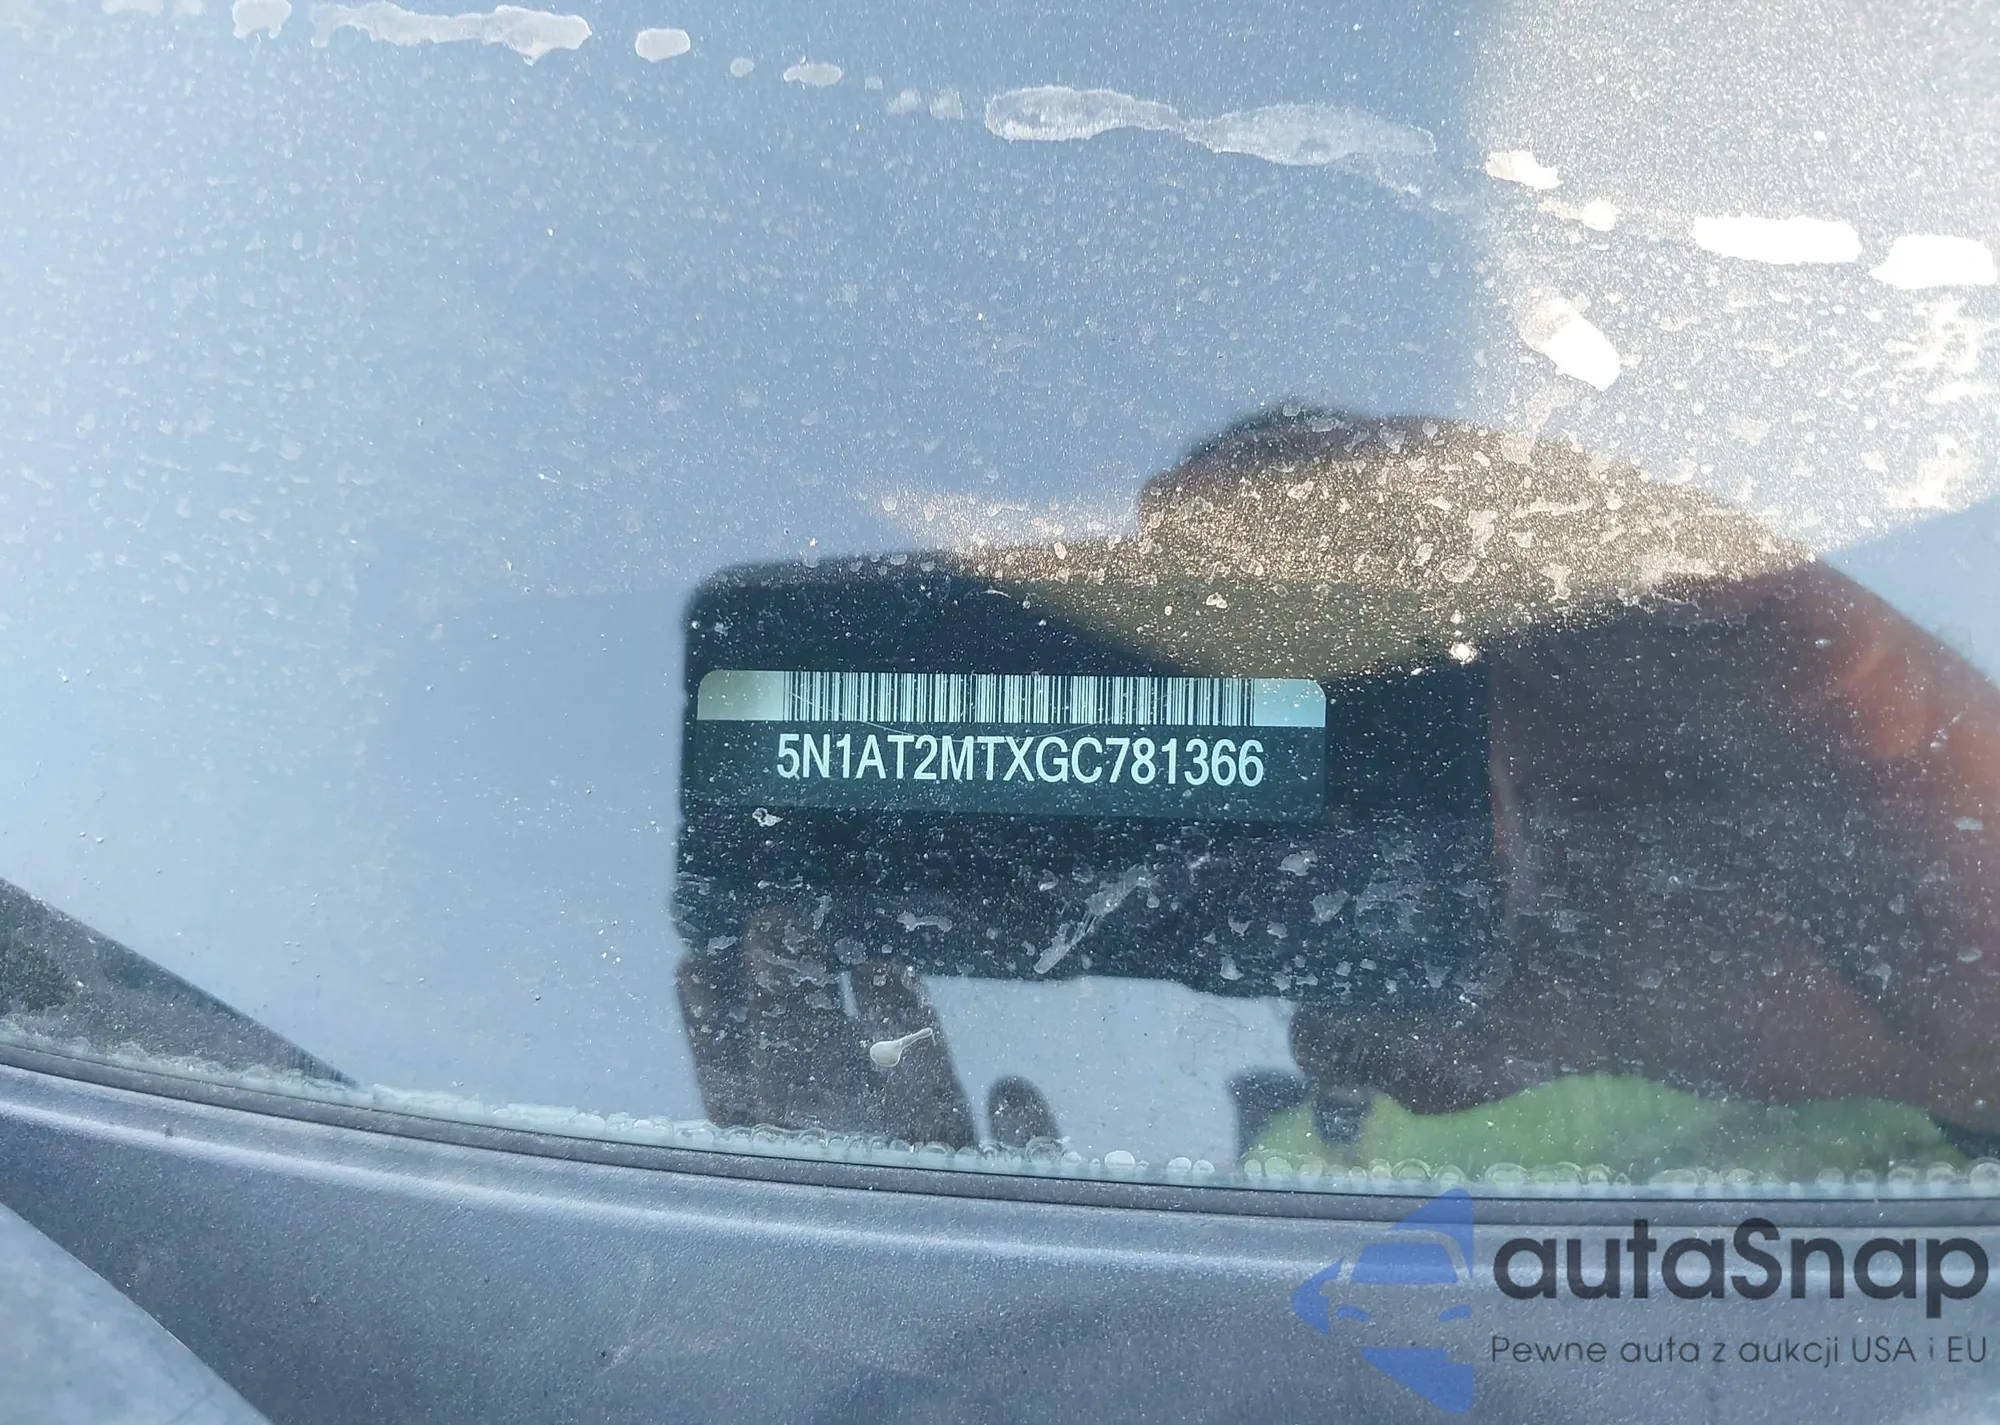 5N1AT2MTXGC781366
autaSnap
Pewne auta z aukcji USA i EU